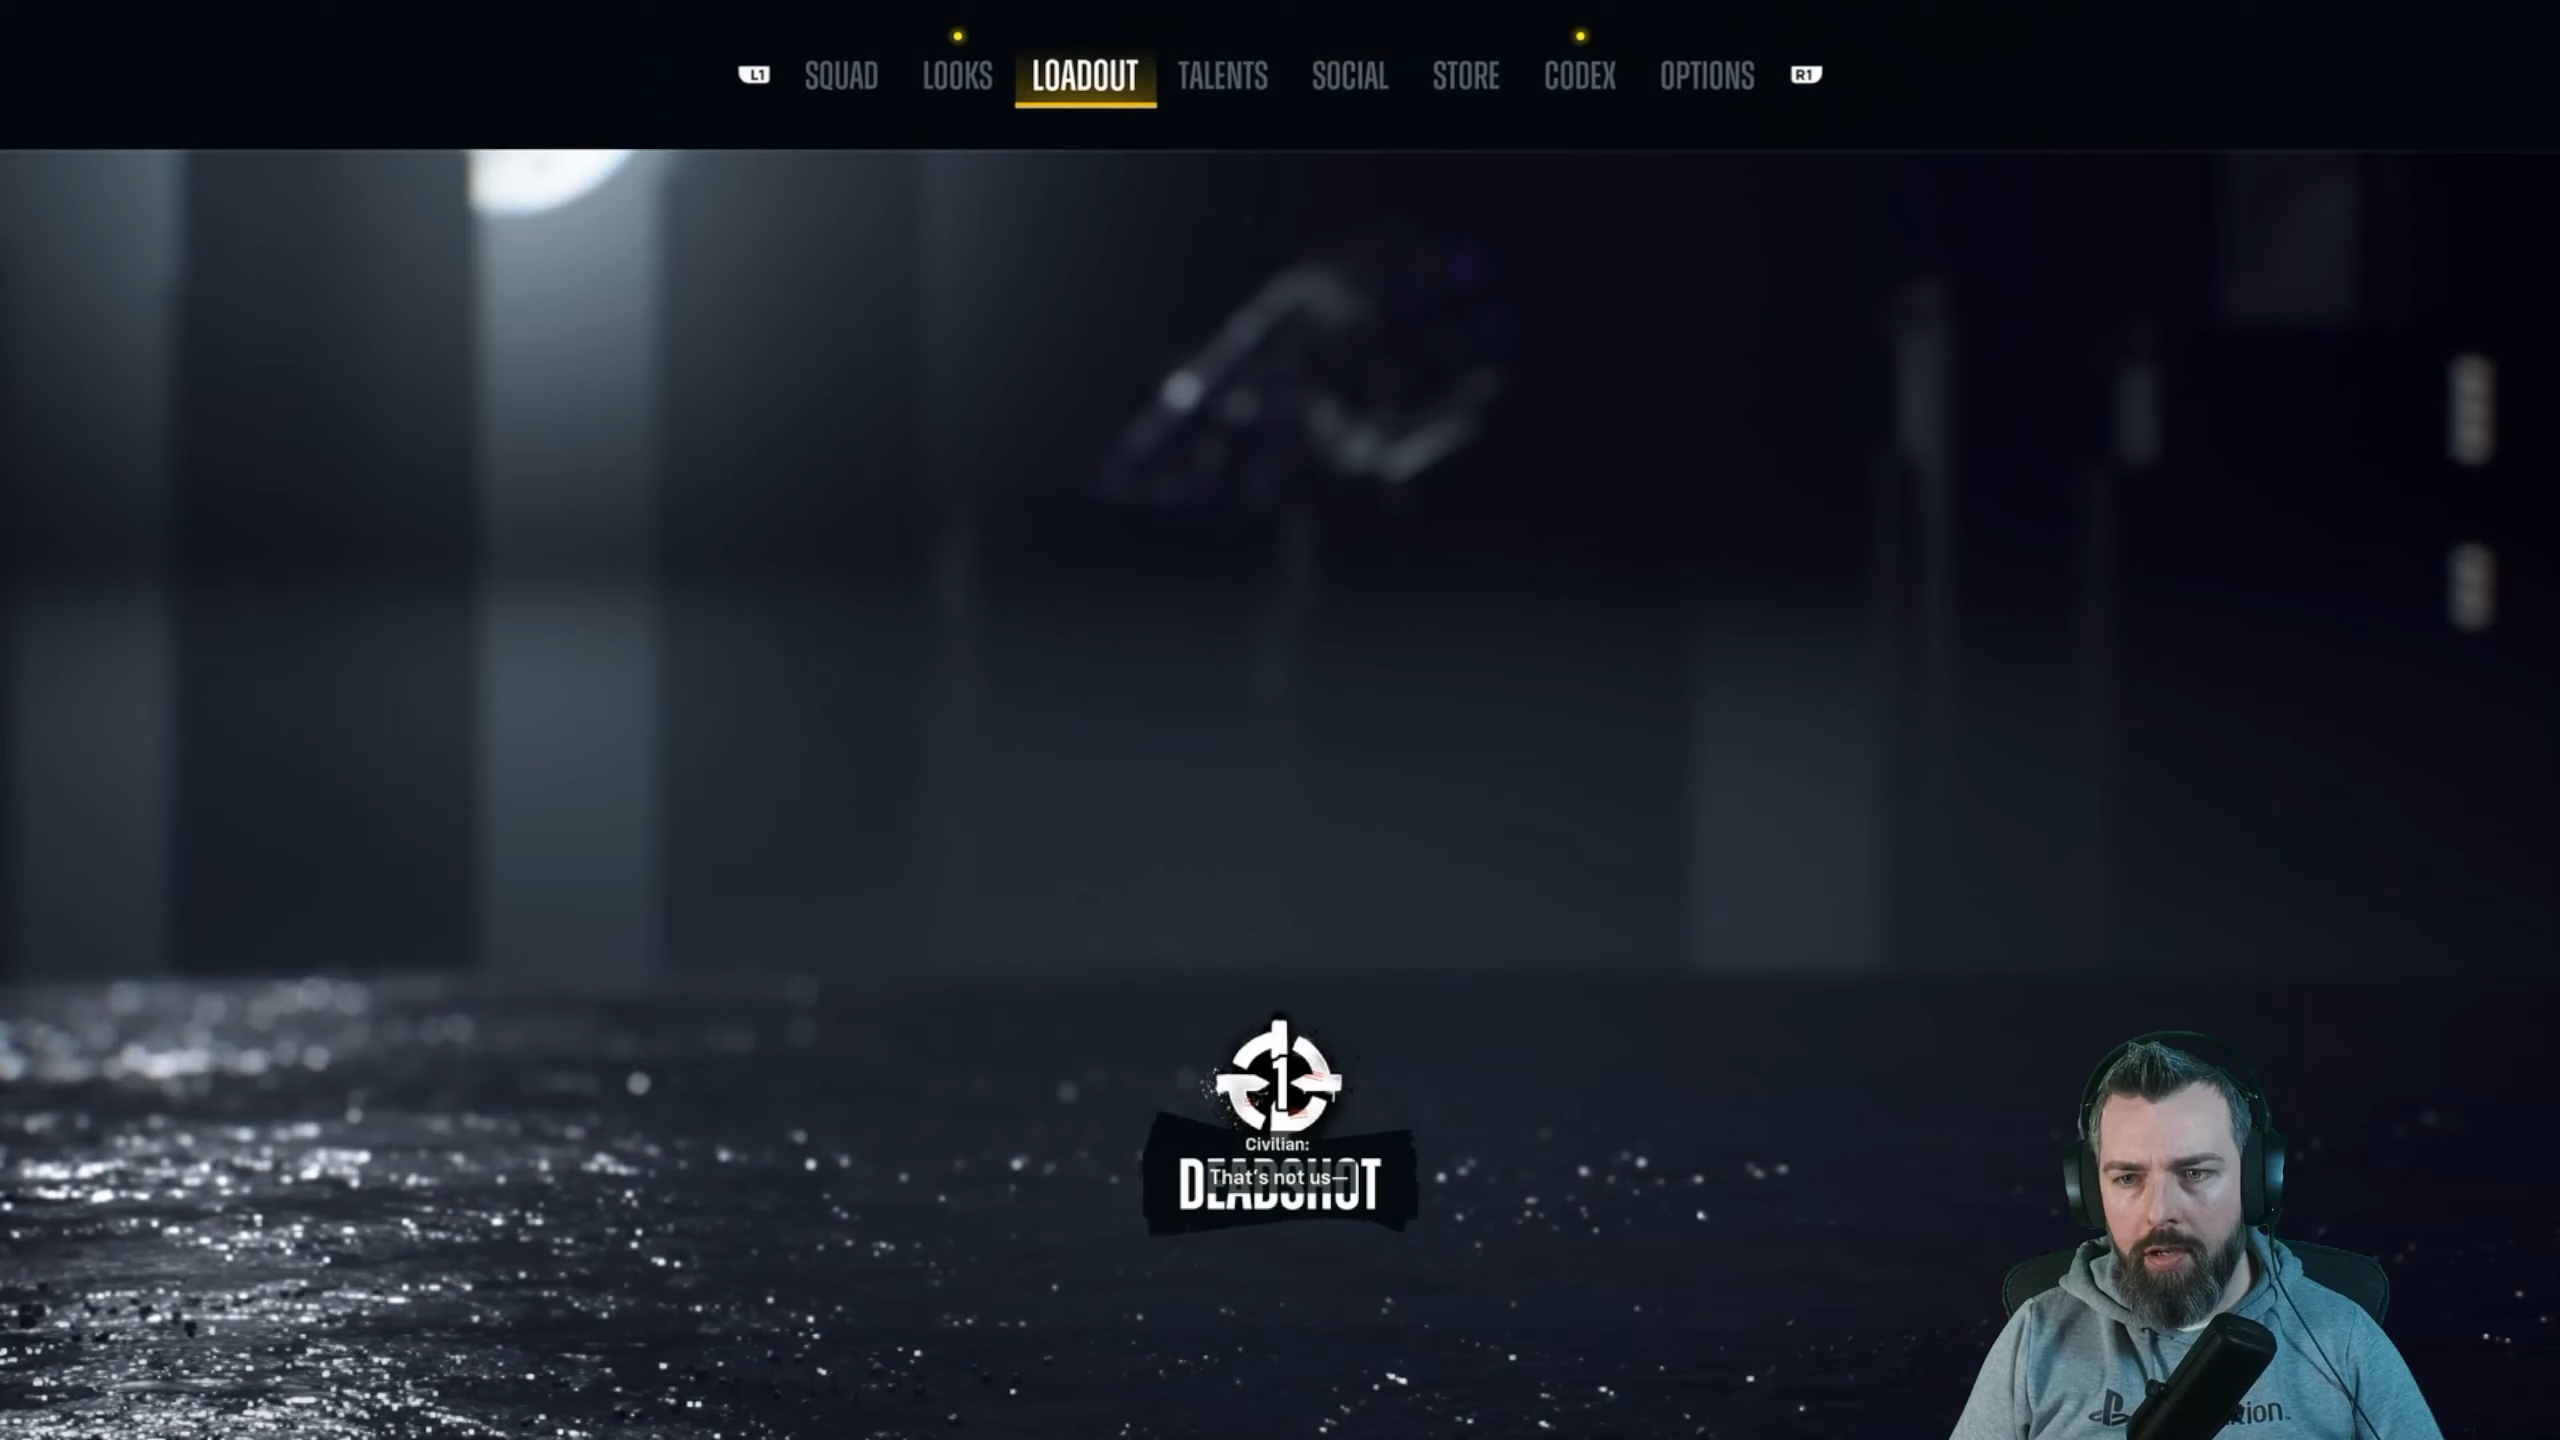 L1 SQUAD LOOKS LOADOUT TALENTS SOCIAL STORE CODEX OPTIONS R1
1
Civilian:
DEADSHOT
That's not us—